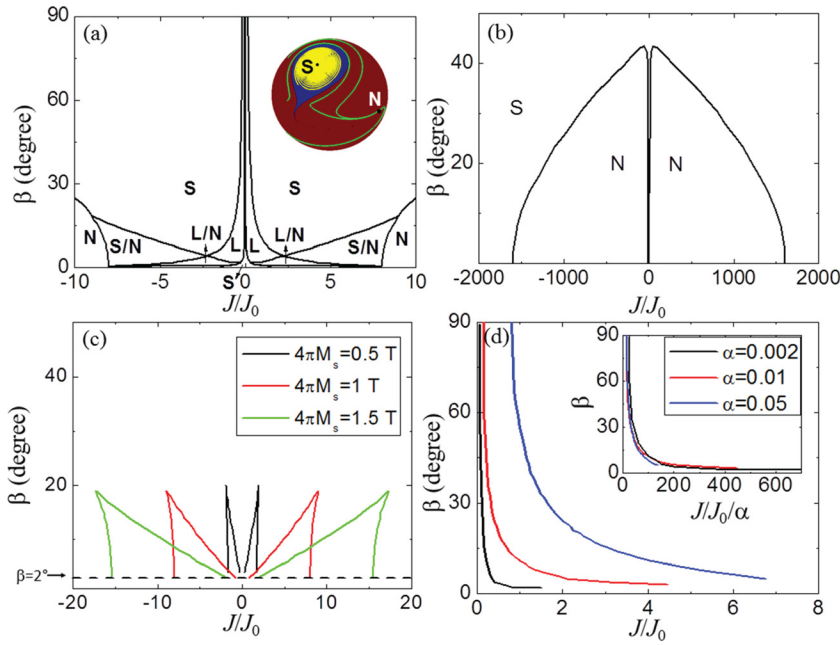 (a)
90
60
30
0
β (degree)
S
N
S
S
L/N
L/N
N
S/N
L
L
S/N
N
S
-10
-5
0
5
10
J/J₀
(b)
40
20
0
β (degree)
S
N
N
-2000
-1000
0
1000
2000
J/J₀
(c)
4πMₛ=0.5 T
4πMₛ=1 T
4πMₛ=1.5 T
40
20
β (degree)
β=2°
-20
-10
0
10
20
J/J₀
(d)
90
60
30
0
β (degree)
90
60
30
0
β
α=0.002
α=0.01
α=0.05
0
200
400
600
J/J₀/α
0
2
4
6
8
J/J₀